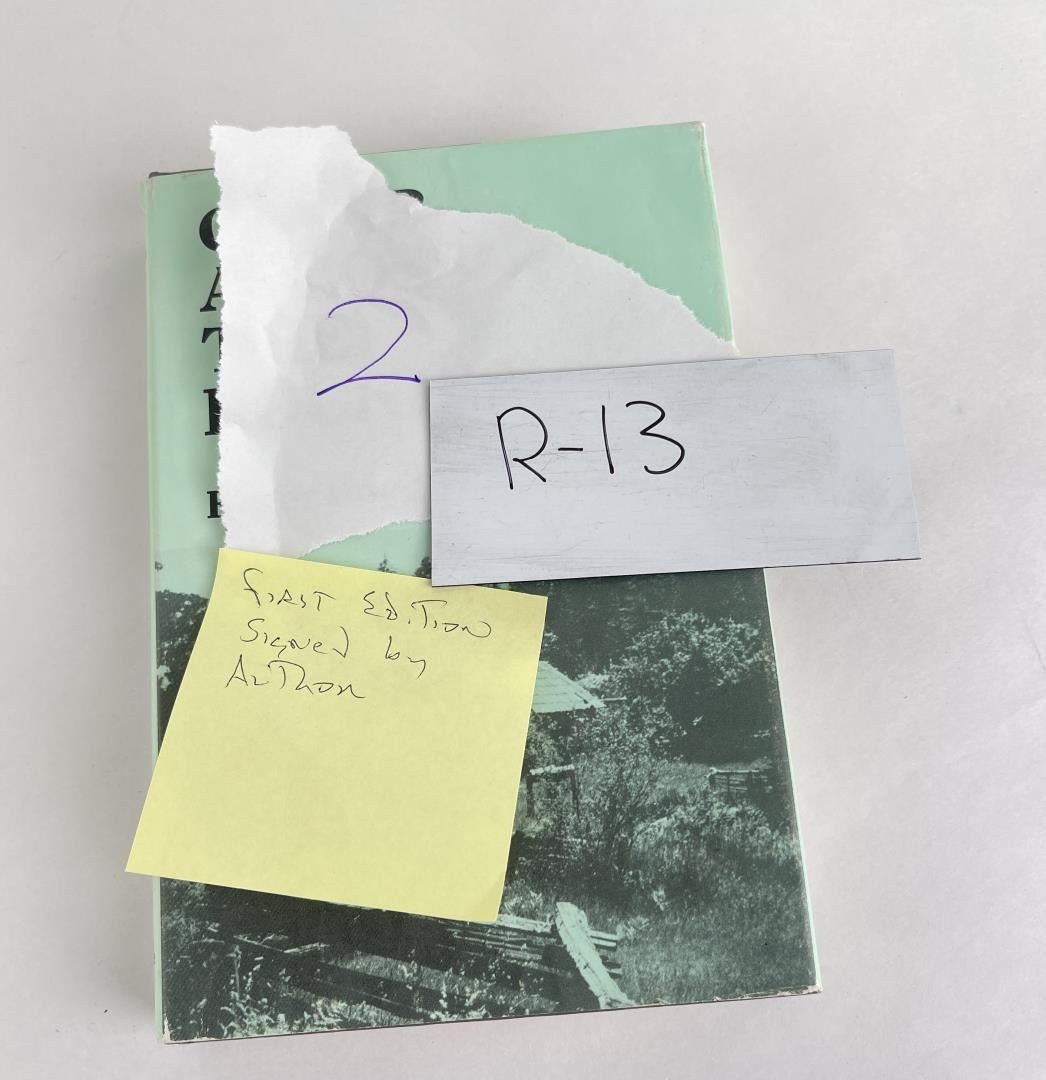 2
R-13
FIRST EDITION
Signed by
AuThor